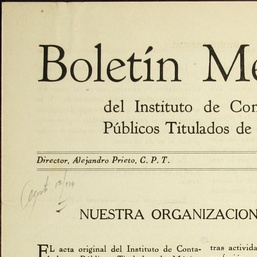 Boletín Me
del Instituto de Con
Públicos Titulados de
Director, Alejandro Prieto, C. P. T.
NUESTRA ORGANIZACION
EL acta original del Instituto de Conta-
tras activida